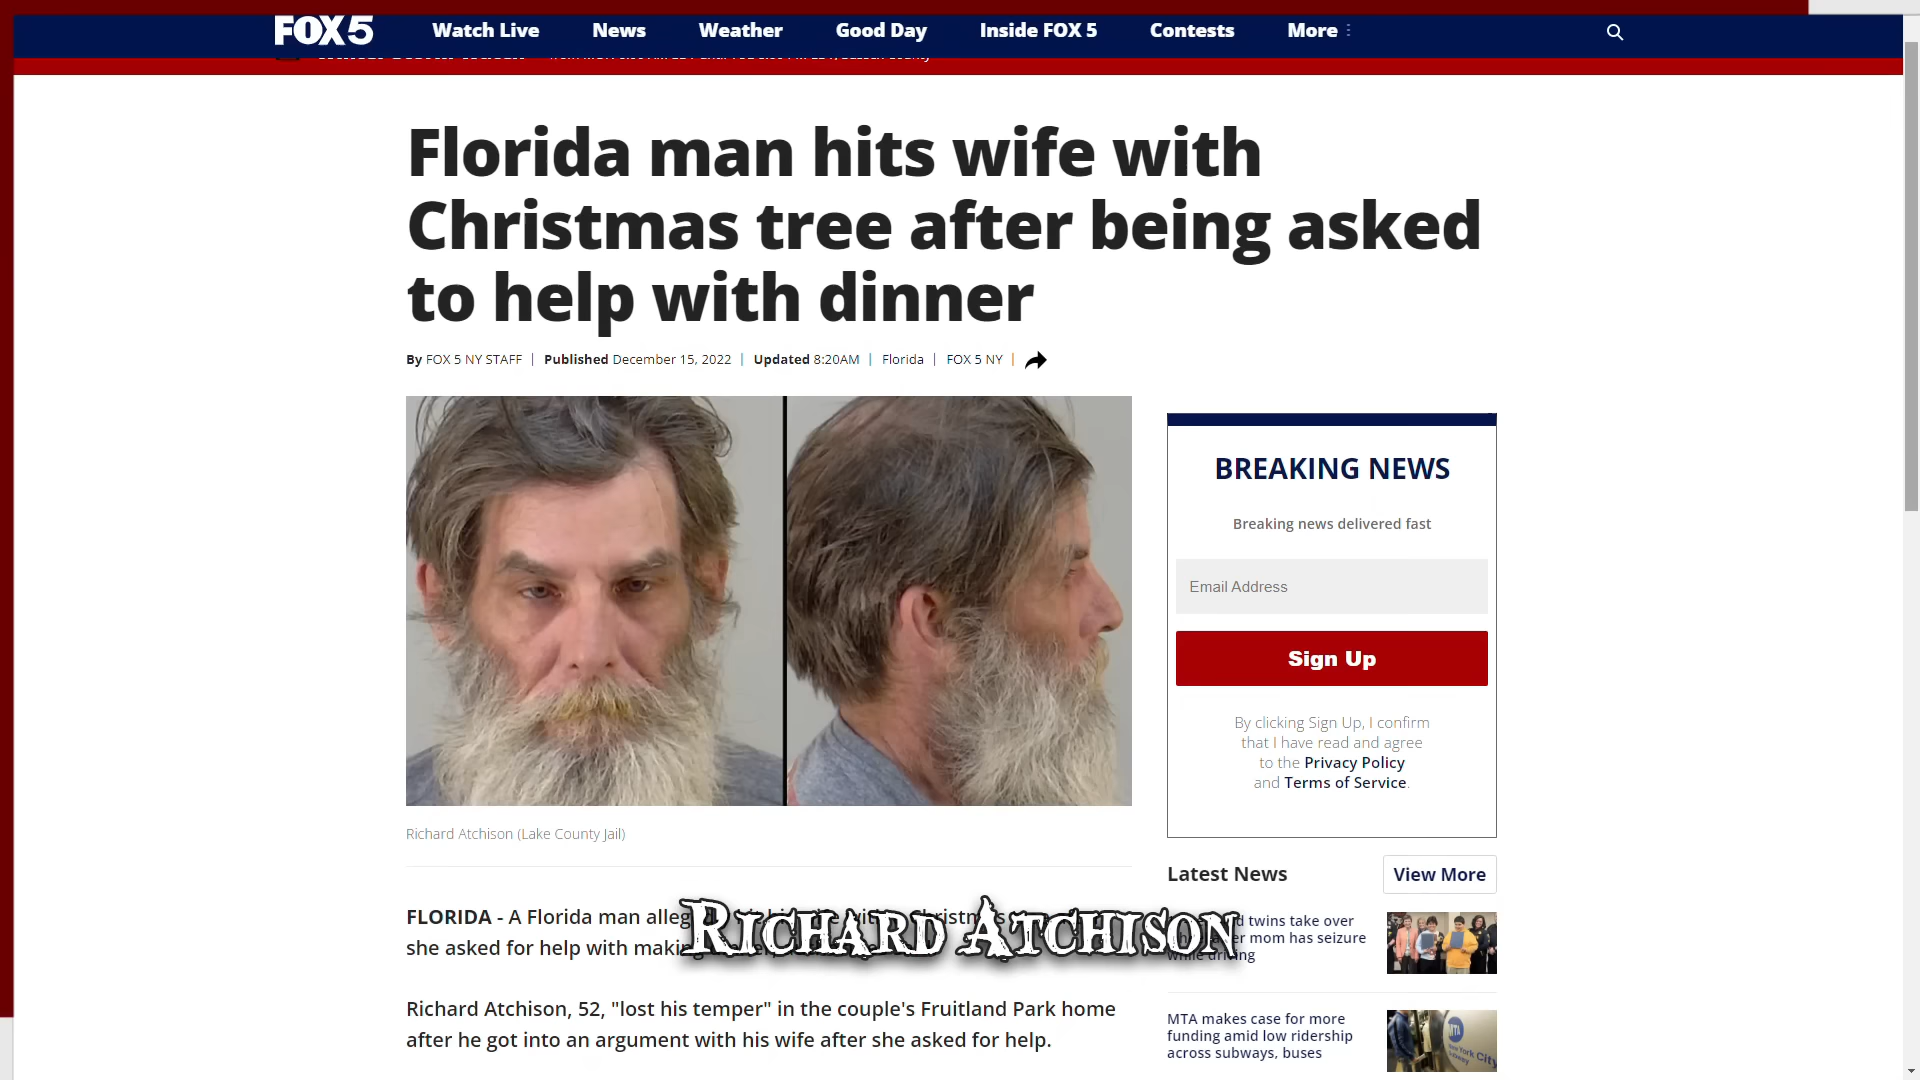 FOX 5
Watch Live News Weather Good Day Inside FOX 5 Contests More
Florida man hits wife with
Christmas tree after being asked
to help with dinner
By FOX 5 NY STAFF | Published December 15, 2022 | Updated 8:20AM | Florida | FOX 5 NY |
Richard Atchison (Lake County Jail)
FLORIDA - A Florida man
she asked for help with
Richard Atchison
Richard Atchison, 52, "lost his temper" in the couple's Fruitland Park home
after he got into an argument with his wife after she asked for help.
BREAKING NEWS
Breaking news delivered fast
Email Address
Sign Up
By clicking Sign Up, I confirm
that I have read and agree
to the Privacy Policy
and Terms of Service.
Latest News
View More
twins take over
mom has seizure
while driving
MTA makes case for more
funding amid low ridership
across subways, buses